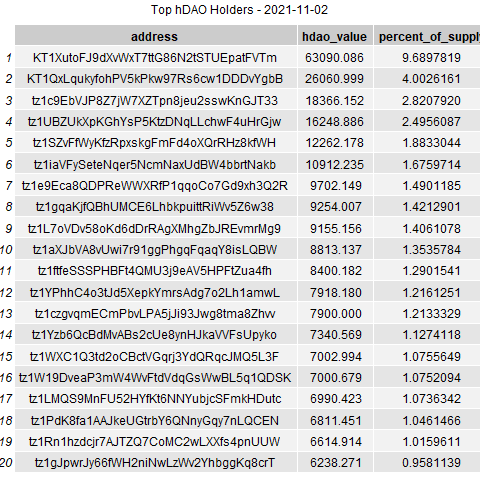 Top hDAO Holders - 2021-11-02
address hdao_value percent_of_supply
1 KT1XutoFJ9dXvWxT7ttG86N2tSTUEpatFVTm 63090.086 9.6897819
2 KT1QxLqukyfohPV5kPkw97Rs6cw1DDDvYgbB 26060.999 4.0026161
3 tz1c9EbVJP8Z7jW7XZTpn8jeu2sswKnGJT33 18366.152 2.8207920
4 tz1UBZUkXpKGhYsP5KtzDNqLLchwF4uHrGjw 16248.886 2.4956087
5 tz1SZvFfWyKfzRpxskgFmFd4oXQrRHz8kfWH 12262.178 1.8833044
6 tz1iaVFySeteNqer5NcmNaxUdBW4bbrtNakb 10912.235 1.6759714
7 tz1e9Eca8QDPReWWXRfP1qqoCo7Gd9xh3Q2R 9702.149 1.4901185
8 tz1gqaKjfQBhUMCE6LhbkpuittRiWv5Z6w38 9254.007 1.4212901
9 tz1L7oVDv58oKd6dDrRAgXMhgZbJREvmrMg9 9155.156 1.4061078
10 tz1aXJbVA8vUwi7r91ggPhgqFqaqY8isLQBW 8813.137 1.3535784
11 tz1ftfeSSSPHBFt4QMU3j9eAV5HPFtZua4fh 8400.182 1.2901541
12 tz1YPhhC4o3tJd5XepkYmrsAdg7o2Lh1amwL 7918.180 1.2161251
13 tz1czgvqmECmPbvLPA5jJi93Jwg8tma8Zhvv 7900.000 1.2133329
14 tz1Yzb6QcBdMvABs2cUe8ynHJkaVVFsUpyko 7340.569 1.1274118
15 tz1WXC1Q3td2oCBctVGqrj3YdQRqcJMQ5L3F 7002.994 1.0755649
16 tz1W19DveaP3mW4WvFtdVdqGsWwBL5q1QDSK 7000.679 1.0752094
17 tz1LMQS9MnFU52HYfKt6NNYubjcSFmkHDutc 6990.423 1.0736342
18 tz1PdK8fa1AAJkeUGtrbY6QNnyGqy7nLQCEN 6811.451 1.0461466
19 tz1Rn1hzdcjr7AJTZQ7CoMC2wLXXfs4pnUUW 6614.914 1.0159611
20 tz1gJpwrJy66fWH2niNwLzWv2YhbggKq8crT 6238.271 0.9581139